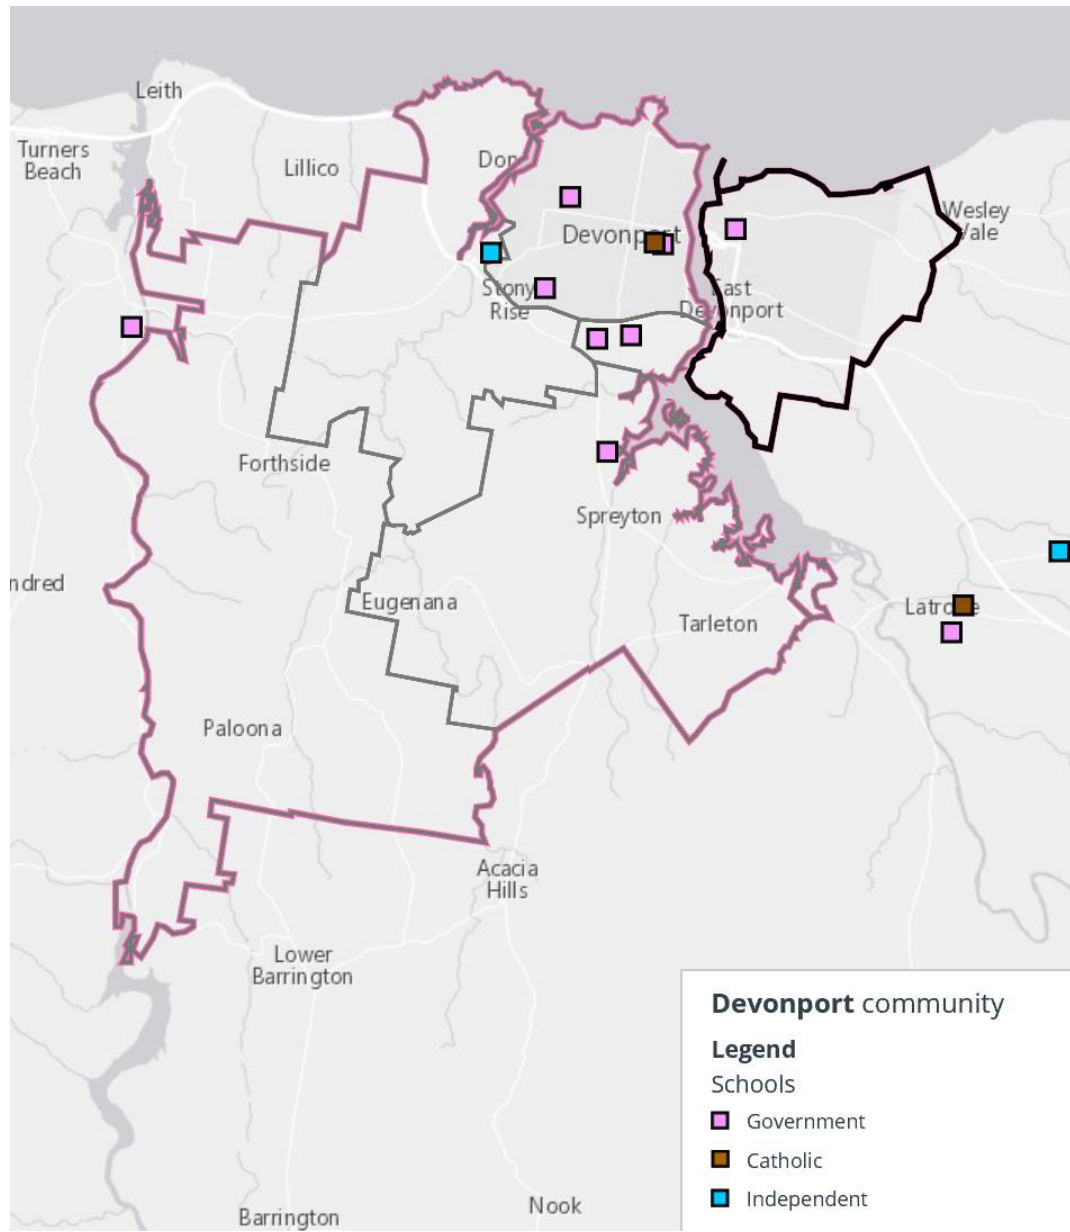 Leith
Turners
Beach
Lillico
Don
Devonport
Wesley
Vale
Stony
Rise
East
Devonport
Forthside
Spreyton
ndred
Eugenana
Latrobe
Tarleton
Paloona
Acacia
Hills
Lower
Barrington
Devonport community
Legend
Schools
Government
Catholic
Independent
Nook
Barrington